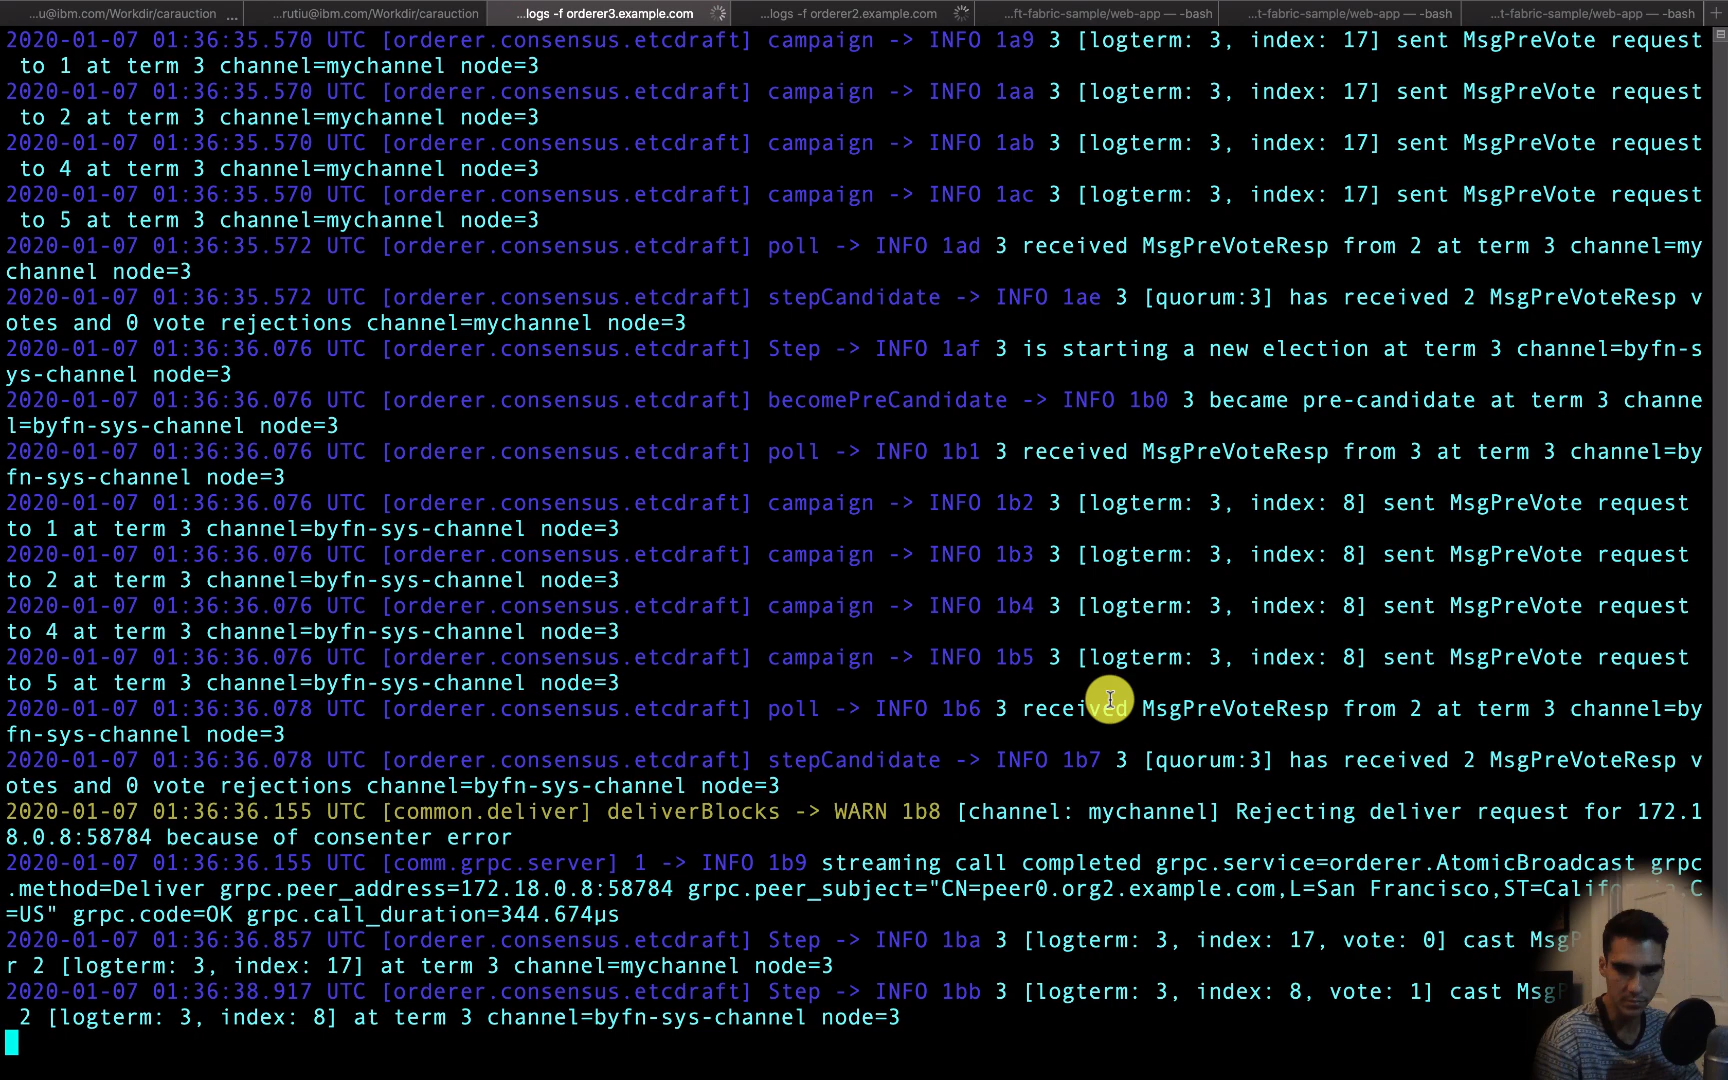 ...u@ibm.com/Workdir/carauction ... ...rutiu@ibm.com/Workdir/carauction ...logs -f orderer3.example.com ...logs -f orderer2.example.com ...ft-fabric-sample/web-app — -bash ...t-fabric-sample/web-app — -bash ...t-fabric-sample/web-app — -bash +
2020-01-07 01:36:35.570 UTC [orderer.consensus.etcdraft] campaign -> INFO 1a9 3 [logterm: 3, index: 17] sent MsgPreVote request
to 1 at term 3 channel=mychannel node=3
2020-01-07 01:36:35.570 UTC [orderer.consensus.etcdraft] campaign -> INFO 1aa 3 [logterm: 3, index: 17] sent MsgPreVote request
to 2 at term 3 channel=mychannel node=3
2020-01-07 01:36:35.570 UTC [orderer.consensus.etcdraft] campaign -> INFO 1ab 3 [logterm: 3, index: 17] sent MsgPreVote request
to 4 at term 3 channel=mychannel node=3
2020-01-07 01:36:35.570 UTC [orderer.consensus.etcdraft] campaign -> INFO 1ac 3 [logterm: 3, index: 17] sent MsgPreVote request
to 5 at term 3 channel=mychannel node=3
2020-01-07 01:36:35.572 UTC [orderer.consensus.etcdraft] poll -> INFO 1ad 3 received MsgPreVoteResp from 2 at term 3 channel=my
channel node=3
2020-01-07 01:36:35.572 UTC [orderer.consensus.etcdraft] stepCandidate -> INFO 1ae 3 [quorum:3] has received 2 MsgPreVoteResp v
otes and 0 vote rejections channel=mychannel node=3
2020-01-07 01:36:36.076 UTC [orderer.consensus.etcdraft] Step -> INFO 1af 3 is starting a new election at term 3 channel=byfn-s
ys-channel node=3
2020-01-07 01:36:36.076 UTC [orderer.consensus.etcdraft] becomePreCandidate -> INFO 1b0 3 became pre-candidate at term 3 channe
l=byfn-sys-channel node=3
2020-01-07 01:36:36.076 UTC [orderer.consensus.etcdraft] poll -> INFO 1b1 3 received MsgPreVoteResp from 3 at term 3 channel=by
fn-sys-channel node=3
2020-01-07 01:36:36.076 UTC [orderer.consensus.etcdraft] campaign -> INFO 1b2 3 [logterm: 3, index: 8] sent MsgPreVote request
to 1 at term 3 channel=byfn-sys-channel node=3
2020-01-07 01:36:36.076 UTC [orderer.consensus.etcdraft] campaign -> INFO 1b3 3 [logterm: 3, index: 8] sent MsgPreVote request
to 2 at term 3 channel=byfn-sys-channel node=3
2020-01-07 01:36:36.076 UTC [orderer.consensus.etcdraft] campaign -> INFO 1b4 3 [logterm: 3, index: 8] sent MsgPreVote request
to 4 at term 3 channel=byfn-sys-channel node=3
2020-01-07 01:36:36.076 UTC [orderer.consensus.etcdraft] campaign -> INFO 1b5 3 [logterm: 3, index: 8] sent MsgPreVote request
to 5 at term 3 channel=byfn-sys-channel node=3
2020-01-07 01:36:36.078 UTC [orderer.consensus.etcdraft] poll -> INFO 1b6 3 received MsgPreVoteResp from 2 at term 3 channel=by
fn-sys-channel node=3
2020-01-07 01:36:36.078 UTC [orderer.consensus.etcdraft] stepCandidate -> INFO 1b7 3 [quorum:3] has received 2 MsgPreVoteResp v
otes and 0 vote rejections channel=byfn-sys-channel node=3
2020-01-07 01:36:36.155 UTC [common.deliver] deliverBlocks -> WARN 1b8 [channel: mychannel] Rejecting deliver request for 172.1
8.0.8:58784 because of consenter error
2020-01-07 01:36:36.155 UTC [comm.grpc.server] 1 -> INFO 1b9 streaming call completed grpc.service=orderer.AtomicBroadcast grpc
.method=Deliver grpc.peer_address=172.18.0.8:58784 grpc.peer_subject="CN=peer0.org2.example.com,L=San Francisco,ST=California,C
=US" grpc.code=OK grpc.call_duration=344.674µs
2020-01-07 01:36:36.857 UTC [orderer.consensus.etcdraft] Step -> INFO 1ba 3 [logterm: 3, index: 17, vote: 0] cast
r 2 [logterm: 3, index: 17] at term 3 channel=mychannel node=3
2020-01-07 01:36:38.917 UTC [orderer.consensus.etcdraft] Step -> INFO 1bb 3 [logterm: 3, index: 8, vote: 1] cast
2 [logterm: 3, index: 8] at term 3 channel=byfn-sys-channel node=3